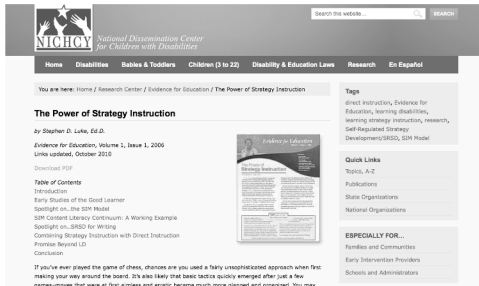 Search this website...
SEARCH
NICHCY
National Dissemination Center
for Children with Disabilities
Home Disabilities Babies & Toddlers Children (3 to 22) Disability & Education Laws Research En Español
You are here: Home / Research Center / Evidence for Education / The Power of Strategy Instruction
The Power of Strategy Instruction
by Stephen D. Luke, Ed.D.
Evidence for Education, Volume 1, Issue 1, 2006
Links updated, October 2010
Download PDF
Table of Contents
Introduction
Early Studies of the Good Learner
Spotlight on…the SIM Model
SIM Content Literacy Continuum: A Working Example
Spotlight on…SRSD for Writing
Combining Strategy Instruction with Direct Instruction
Promise Beyond LD
Conclusion
Evidence for Education
The Power of
Strategy Instruction
If you've ever played the game of chess, chances are you used a fairly unsophisticated approach when first
making your way around the board. It's also likely that basic tactics quickly emerged after just a few
games–moves that were at first aimless and erratic became much more planned and organized. You may
Tags
direct instruction, Evidence for
Education, learning disabilities,
learning strategy instruction, research,
Self-Regulated Strategy
Development/SRSD, SIM Model
Quick Links
Topics, A-Z
Publications
State Organizations
National Organizations
ESPECIALLY FOR...
Families and Communities
Early Intervention Providers
Schools and Administrators